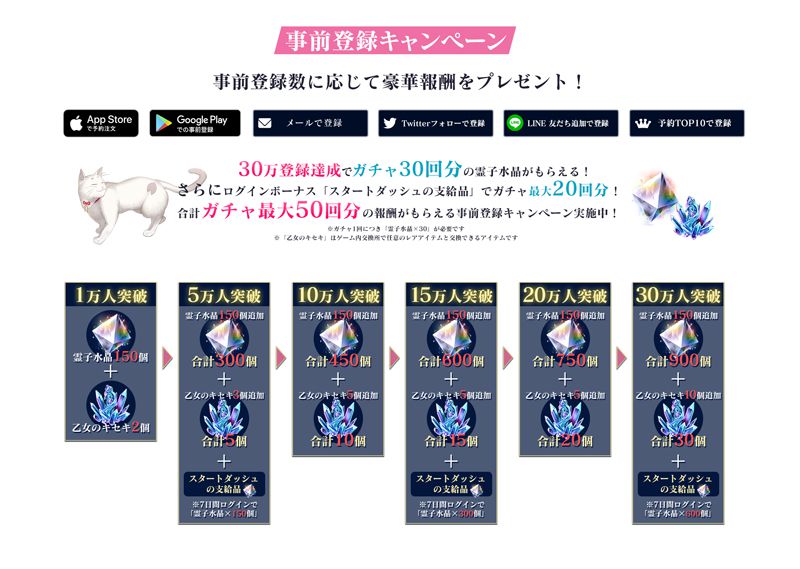 事前登録キャンペーン
事前登録数に応じて豪華報酬をプレゼント！
App Store
で予約注文
Google Play
での事前登録
メールで登録
Twitterフォローで登録
LINE 友だち追加で登録
予約TOP10で登録
30万登録達成でガチャ30回分の霊子水晶がもらえる！
さらにログインボーナス「スタートダッシュの支給品」でガチャ最大20回分！
合計ガチャ最大50回分の報酬がもらえる事前登録キャンペーン実施中！
※ガチャ1回につき「霊子水晶×30」が必要です
※「乙女のキセキ」はゲーム内交換所で任意のレアアイテムと交換できるアイテムです
1万人突破
霊子水晶150個
＋
乙女のキセキ2個
5万人突破
霊子水晶150個追加
合計300個
＋
乙女のキセキ3個追加
合計5個
＋
スタートダッシュ
の支給品
※7日間ログインで
「霊子水晶×150個」
10万人突破
霊子水晶150個追加
合計450個
＋
乙女のキセキ5個追加
合計10個
15万人突破
霊子水晶150個追加
合計600個
＋
乙女のキセキ5個追加
合計15個
＋
スタートダッシュ
の支給品
※7日間ログインで
「霊子水晶×300個」
20万人突破
霊子水晶150個追加
合計750個
＋
乙女のキセキ5個追加
合計20個
30万人突破
霊子水晶150個追加
合計900個
＋
乙女のキセキ10個追加
合計30個
＋
スタートダッシュ
の支給品
※7日間ログインで
「霊子水晶×600個」